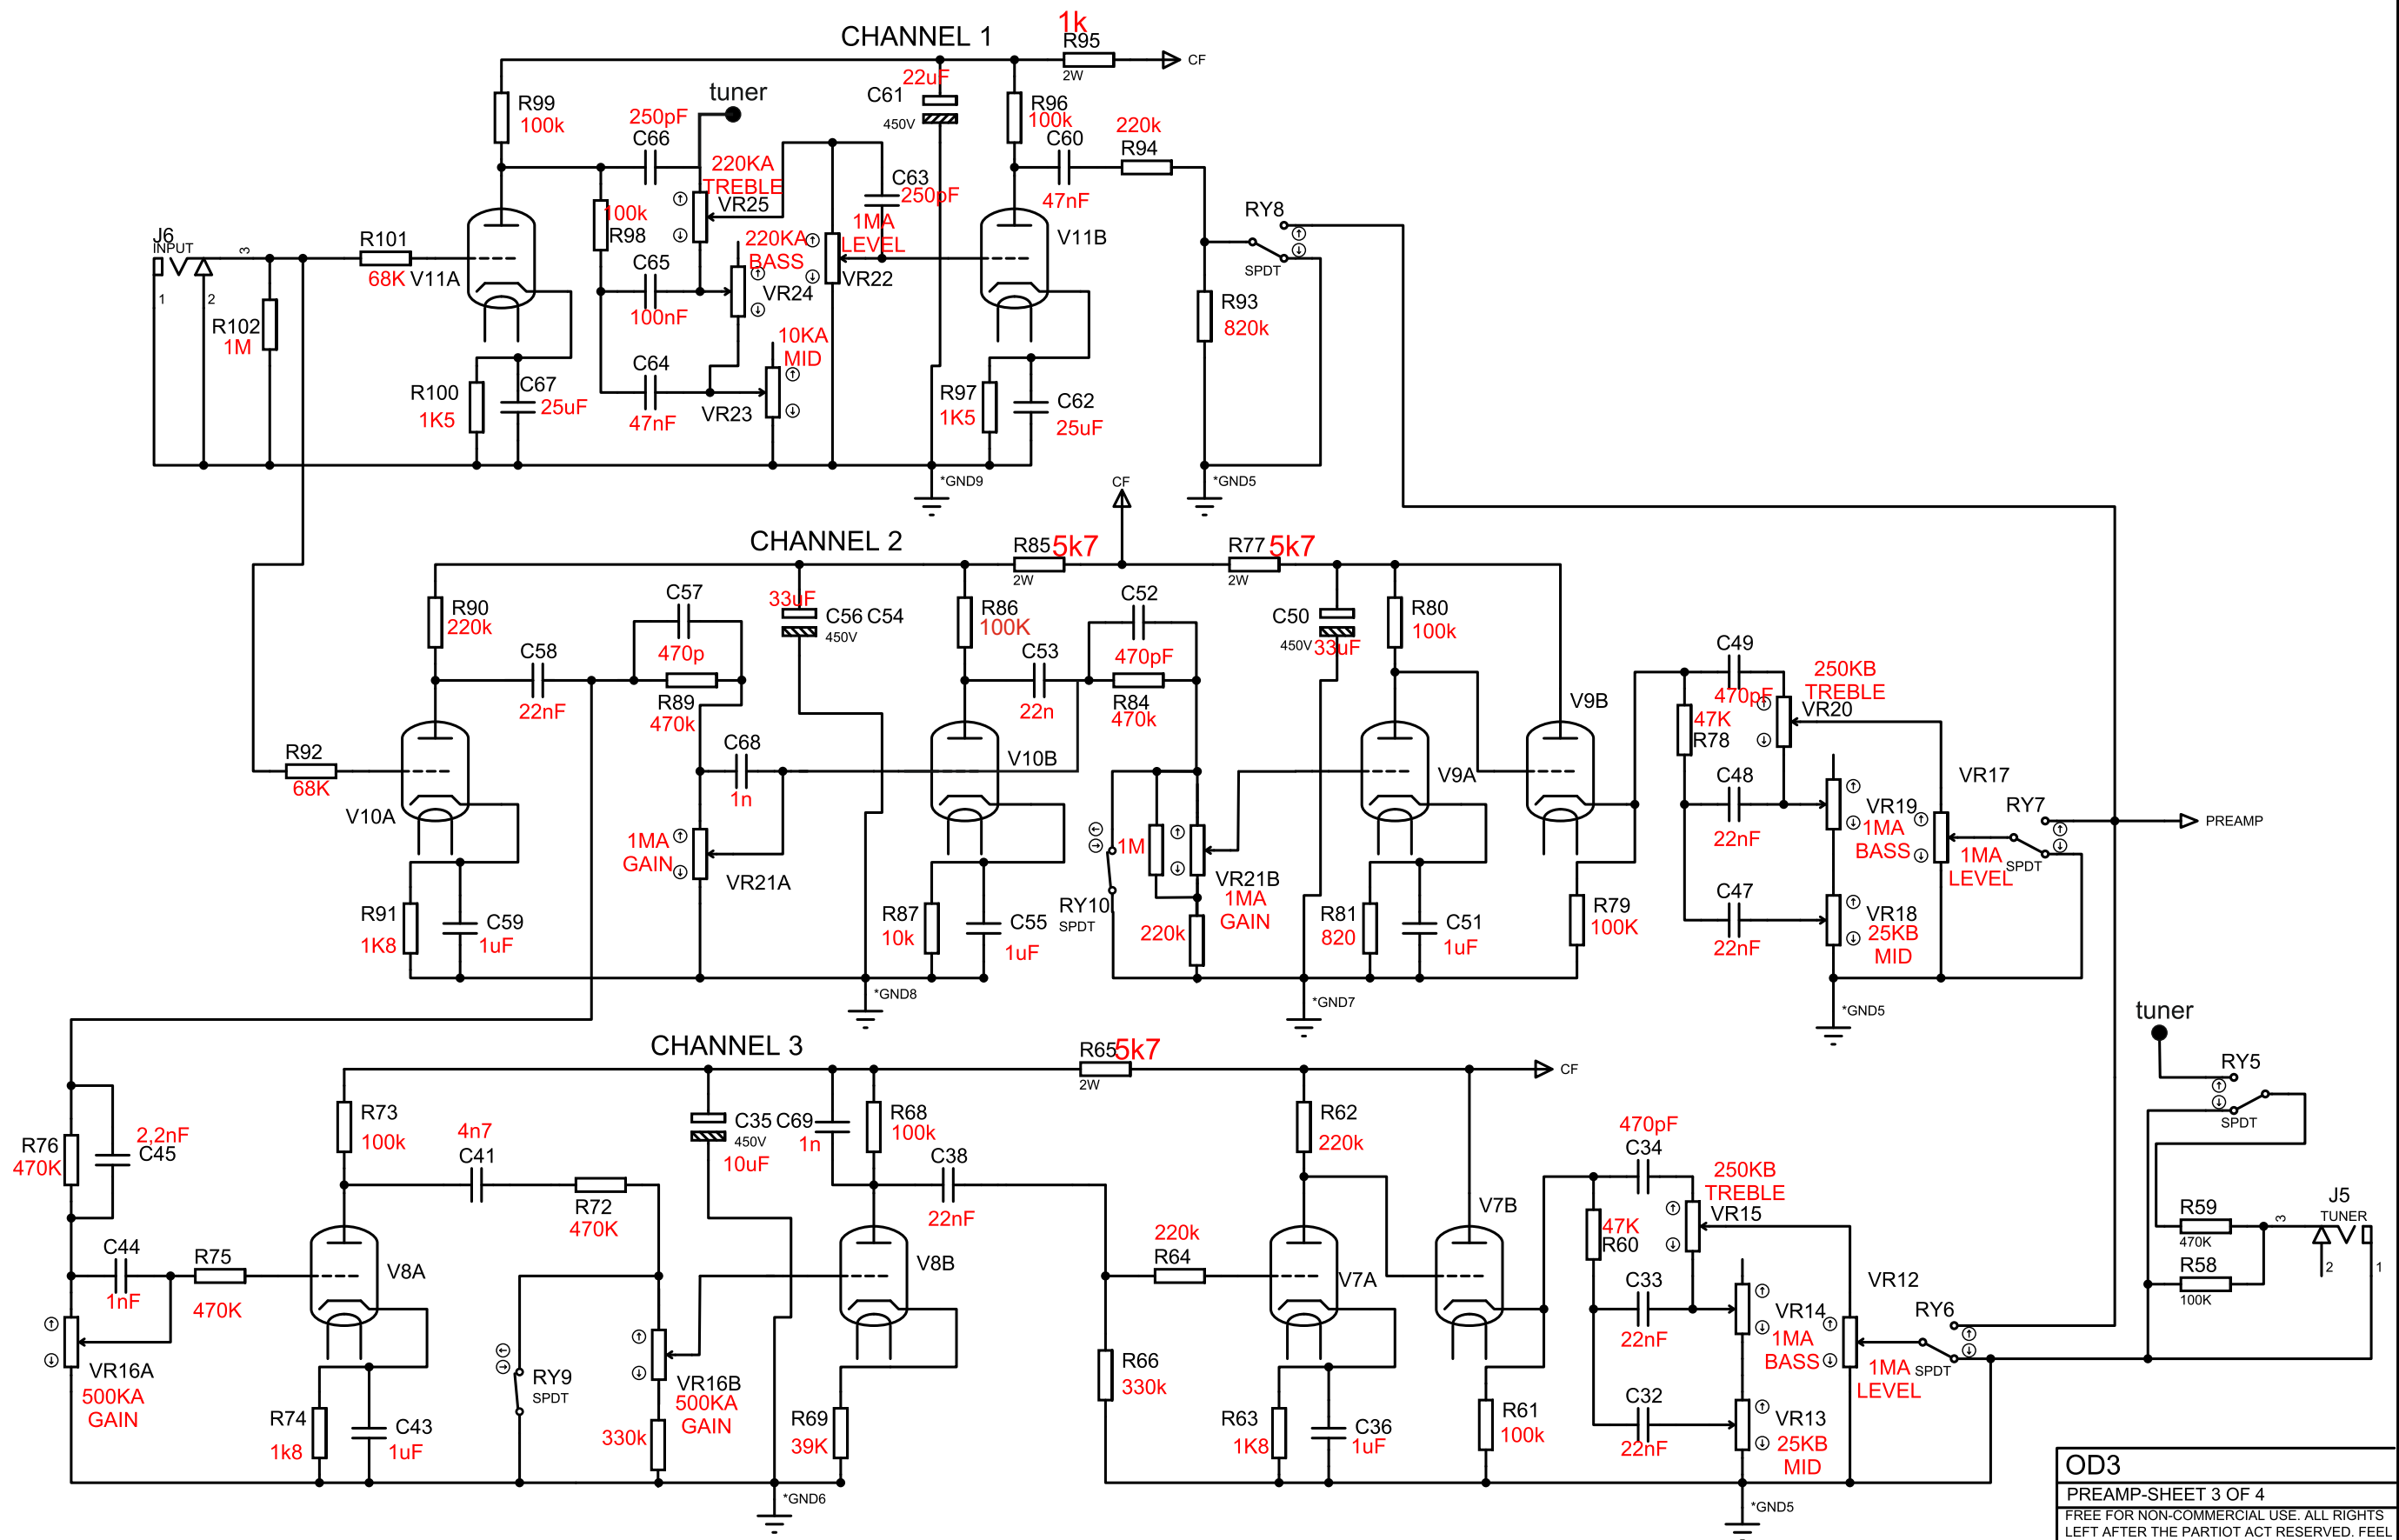 CHANNEL 1
1k
R95
2W
CF
22uF
C61
450V
tuner
R99
100k
250pF
C66
R96
100k
C60
47nF
220k
R94
220KA
TREBLE
VR25
C63
250pF
100k
R98
1MA
LEVEL
VR22
220KA
BASS
VR24
C65
100nF
10KA
MID
VR23
C64
47nF
J6
INPUT
3
1
2
R101
68K
V11A
R102
1M
R100
1K5
C67
25uF
V11B
R97
1K5
C62
25uF
RY8
SPDT
R93
820k
*GND9
*GND5
CF
CHANNEL 2
R85
5k7
2W
R77
5k7
2W
R90
220k
C57
470p
R89
470k
C58
22nF
33uF
C56 C54
450V
R86
100K
C53
22n
C52
470pF
R84
470k
C50
450V
33uF
R80
100k
C49
470pF
250KB
TREBLE
VR20
47K
R78
R92
68K
V10A
C68
1n
V10B
V9A
V9B
C48
22nF
VR19
1MA
BASS
VR17
1MA
LEVEL
RY7
SPDT
PREAMP
1MA
GAIN
VR21A
1M
VR21B
1MA
GAIN
RY10
SPDT
220k
R91
1K8
C59
1uF
R87
10k
C55
1uF
R81
820
C51
1uF
R79
100K
C47
22nF
VR18
25KB
MID
*GND8
*GND7
*GND5
tuner
CHANNEL 3
R65
5k7
2W
CF
RY5
SPDT
R76
470K
2,2nF
C45
R73
100k
4n7
C41
R72
470K
C35
450V
10uF
C69
1n
R68
100k
C38
22nF
R62
220k
470pF
C34
250KB
TREBLE
VR15
47K
R60
R59
470K
R58
100K
3
J5
TUNER
2
1
C44
1nF
R75
470K
V8A
V8B
220k
R64
V7A
V7B
C33
22nF
VR14
1MA
BASS
VR12
1MA
LEVEL
RY6
SPDT
VR16A
500KA
GAIN
RY9
SPDT
VR16B
500KA
GAIN
330k
R74
1k8
C43
1uF
R69
39K
R66
330k
R63
1K8
C36
1uF
R61
100k
C32
22nF
VR13
25KB
MID
*GND6
*GND5
OD3
PREAMP-SHEET 3 OF 4
FREE FOR NON-COMMERCIAL USE. ALL RIGHTS
LEFT AFTER THE PARTIOT ACT RESERVED. FEEL